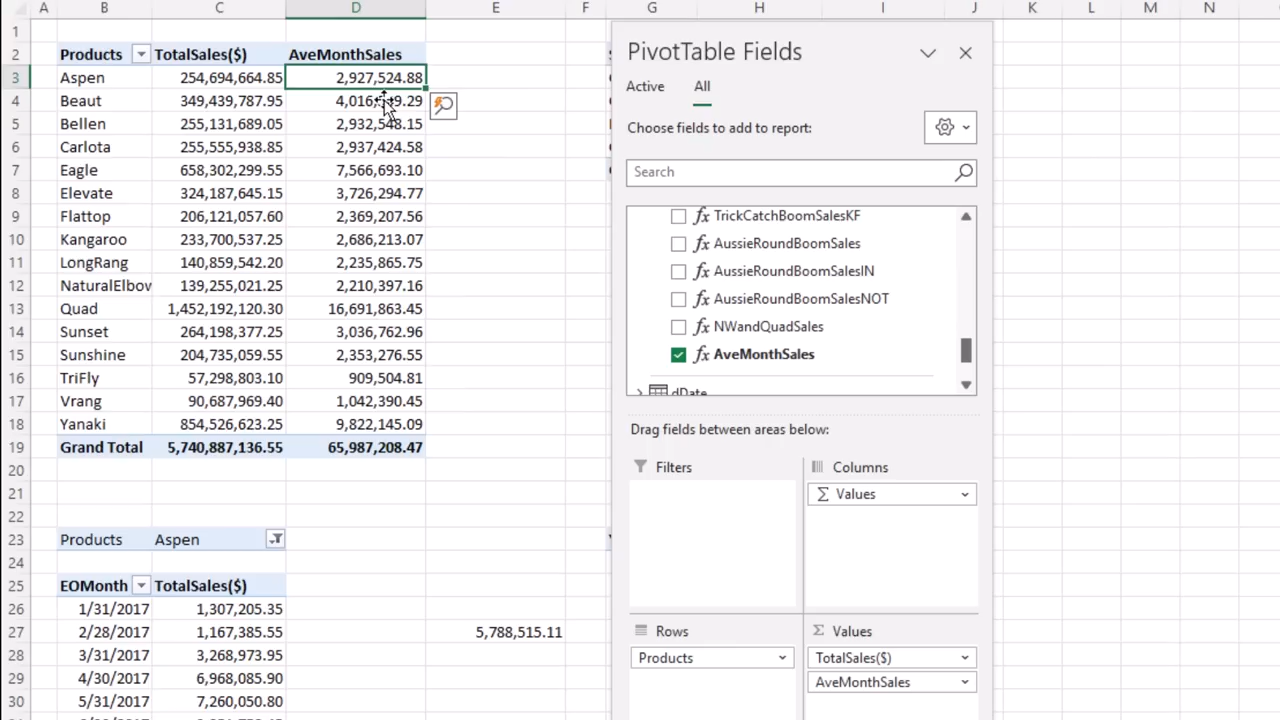 A B C D E F G H I J K L M N
1
2 Products TotalSales($) AveMonthSales
3 Aspen 254,694,664.85 2,927,524.88
4 Beaut 349,439,787.95
5 Bellen 255,131,689.05 2,932,548.15
6 Carlota 255,555,938.85 2,937,424.58
7 Eagle 658,302,299.55 7,566,693.10
8 Elevate 324,187,645.15 3,726,294.77
9 Flattop 206,121,057.60 2,369,207.56
10 Kangaroo 233,700,537.25 2,686,213.07
11 LongRang 140,859,542.20 2,235,865.75
12 NaturalElbow 139,255,021.25 2,210,397.16
13 Quad 1,452,192,120.30 16,691,863.45
14 Sunset 264,198,377.25 3,036,762.96
15 Sunshine 204,735,059.55 2,353,276.55
16 TriFly 57,298,803.10 909,504.81
17 Vrang 90,687,969.40 1,042,390.45
18 Yanaki 854,526,623.25 9,822,145.09
19 Grand Total 5,740,887,136.55 65,987,208.47
20
21
22
23 Products Aspen
24
25 EOMonth TotalSales($)
26 1/31/2017 1,307,205.35
27 2/28/2017 1,167,385.55 5,788,515.11
28 3/31/2017 3,268,973.95
29 4/30/2017 6,968,085.90
30 5/31/2017 7,260,050.80
PivotTable Fields
Active All
Choose fields to add to report:
Search
fx TrickCatchBoomSalesKF
fx AussieRoundBoomSales
fx AussieRoundBoomSalesIN
fx AussieRoundBoomSalesNOT
fx NWandQuadSales
fx AveMonthSales
dDate
Drag fields between areas below:
Filters Columns
Σ Values
Rows Σ Values
Products TotalSales($)
AveMonthSales